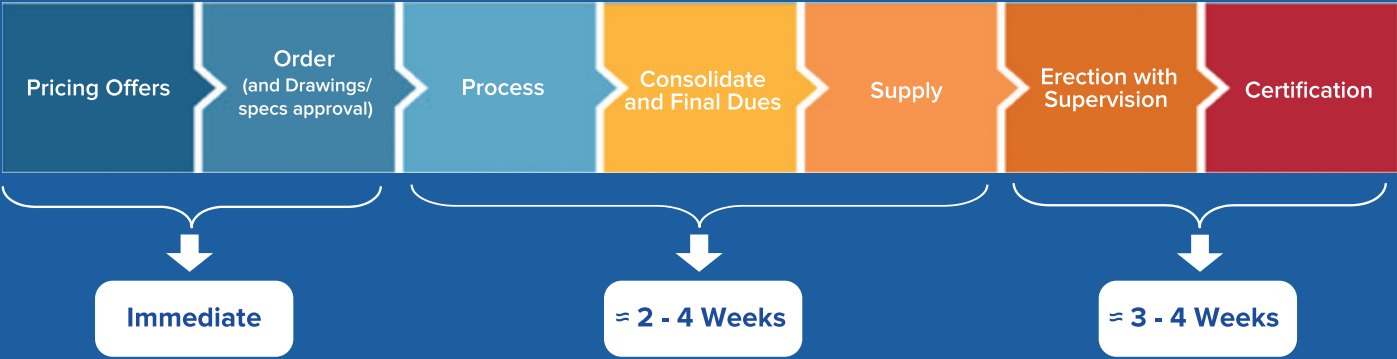 Pricing Offers
Order
(and Drawings/
specs approval)
Process
Consolidate
and Final Dues
Supply
Erection with
Supervision
Certification
Immediate
≈ 2 - 4 Weeks
≈ 3 - 4 Weeks